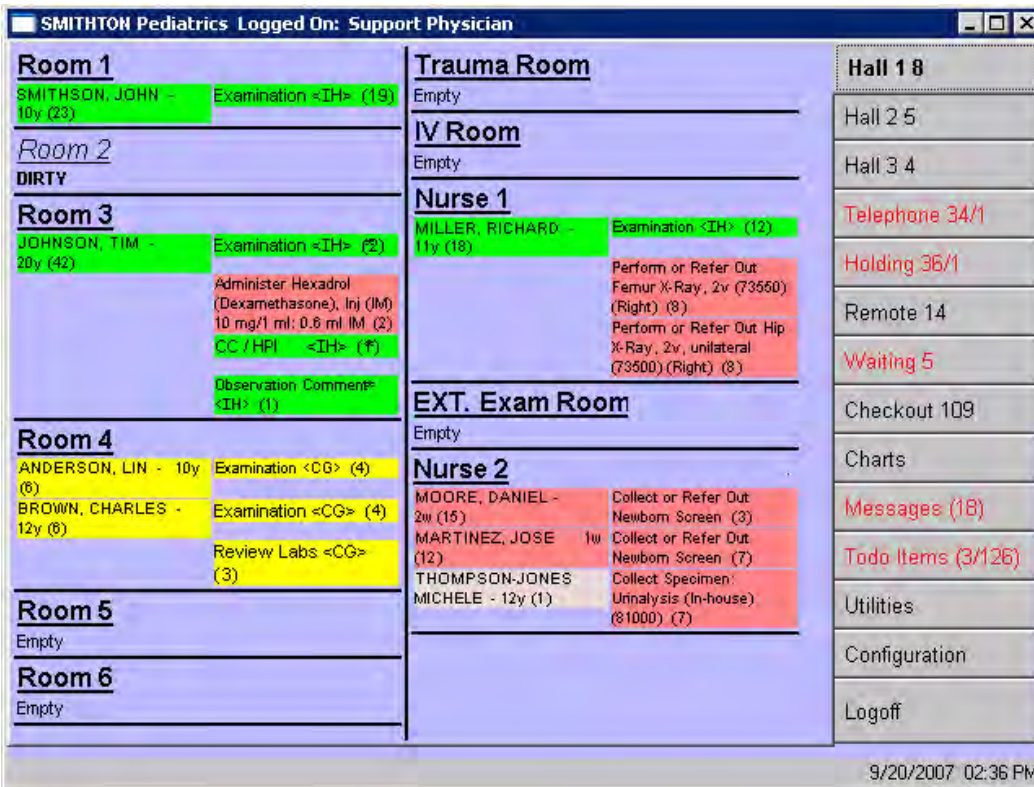 SMITHTON Pediatrics Logged On: Support Physician
Room 1
SMITHSON, JOHN - 10y (23)
Examination <IH> (19)
Room 2
DIRTY
Room 3
JOHNSON, TIM - 20y (42)
Examination <IH>
Administer Hexadrol
(Dexamethasone), Inj (IM)
10 mg/1 ml: 0.6 ml IM (2)
CC / HPI <IH>
Observation Comment
<IH> (1)
Room 4
ANDERSON, LIN - 10y
(6)
Examination <CG> (4)
BROWN, CHARLES -
12y (6)
Examination <CG> (4)
Review Labs <CG>
(3)
Room 5
Empty
Room 6
Empty
Trauma Room
Empty
IV Room
Empty
Nurse 1
MILLER, RICHARD -
11y (18)
Examination <IH> (12)
Perform or Refer Out
Femur X-Ray, 2v (73550)
(Right) (8)
Perform or Refer Out Hip
X-Ray, 2v, unilateral
(73500) (Right) (8)
EXT. Exam Room
Empty
Nurse 2
MOORE, DANIEL -
2w (15)
Collect or Refer Out
Newborn Screen (3)
MARTINEZ, JOSE 1w
(12)
Collect or Refer Out
Newborn Screen (7)
THOMPSON-JONES
MICHELE - 12y (1)
Collect Specimen:
Urinalysis (In-house)
(81000) (7)
Hall 1 8
Hall 2 5
Hall 3 4
Telephone 34/1
Holding 36/1
Remote 14
Waiting 5
Checkout 109
Charts
Messages (18)
Todo Items (3/126)
Utilities
Configuration
Logoff
9/20/2007 02:36 PM